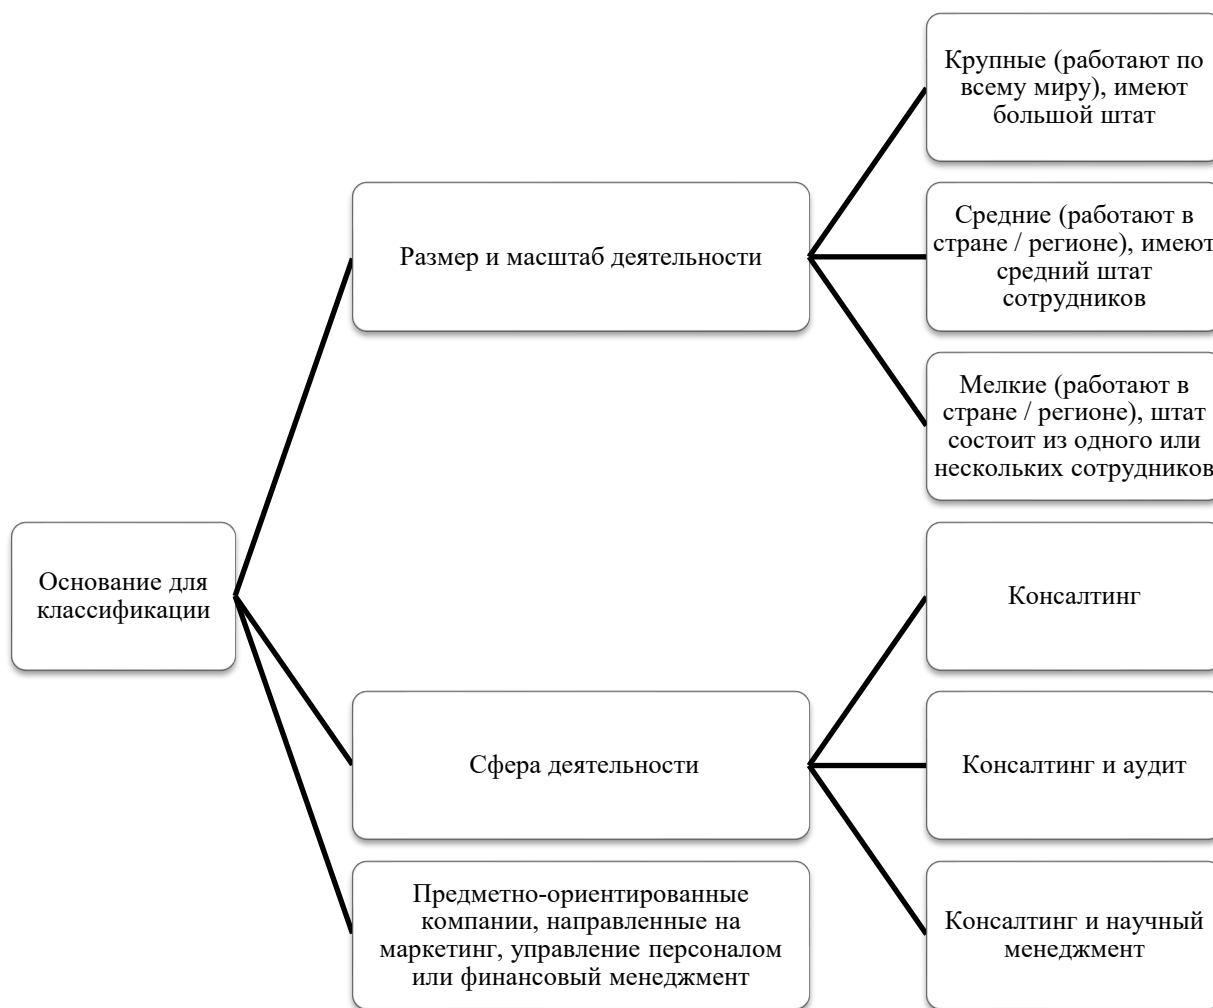 Основание для
классификации
Размер и масштаб деятельности
Крупные (работают по
всему миру), имеют
большой штат
Средние (работают в
стране / регионе), имеют
средний штат
сотрудников
Мелкие (работают в
стране / регионе), штат
состоит из одного или
нескольких сотрудников
Сфера деятельности
Консалтинг
Консалтинг и аудит
Консалтинг и научный
менеджмент
Предметно-ориентированные
компании, направленные на
маркетинг, управление персоналом
или финансовый менеджмент